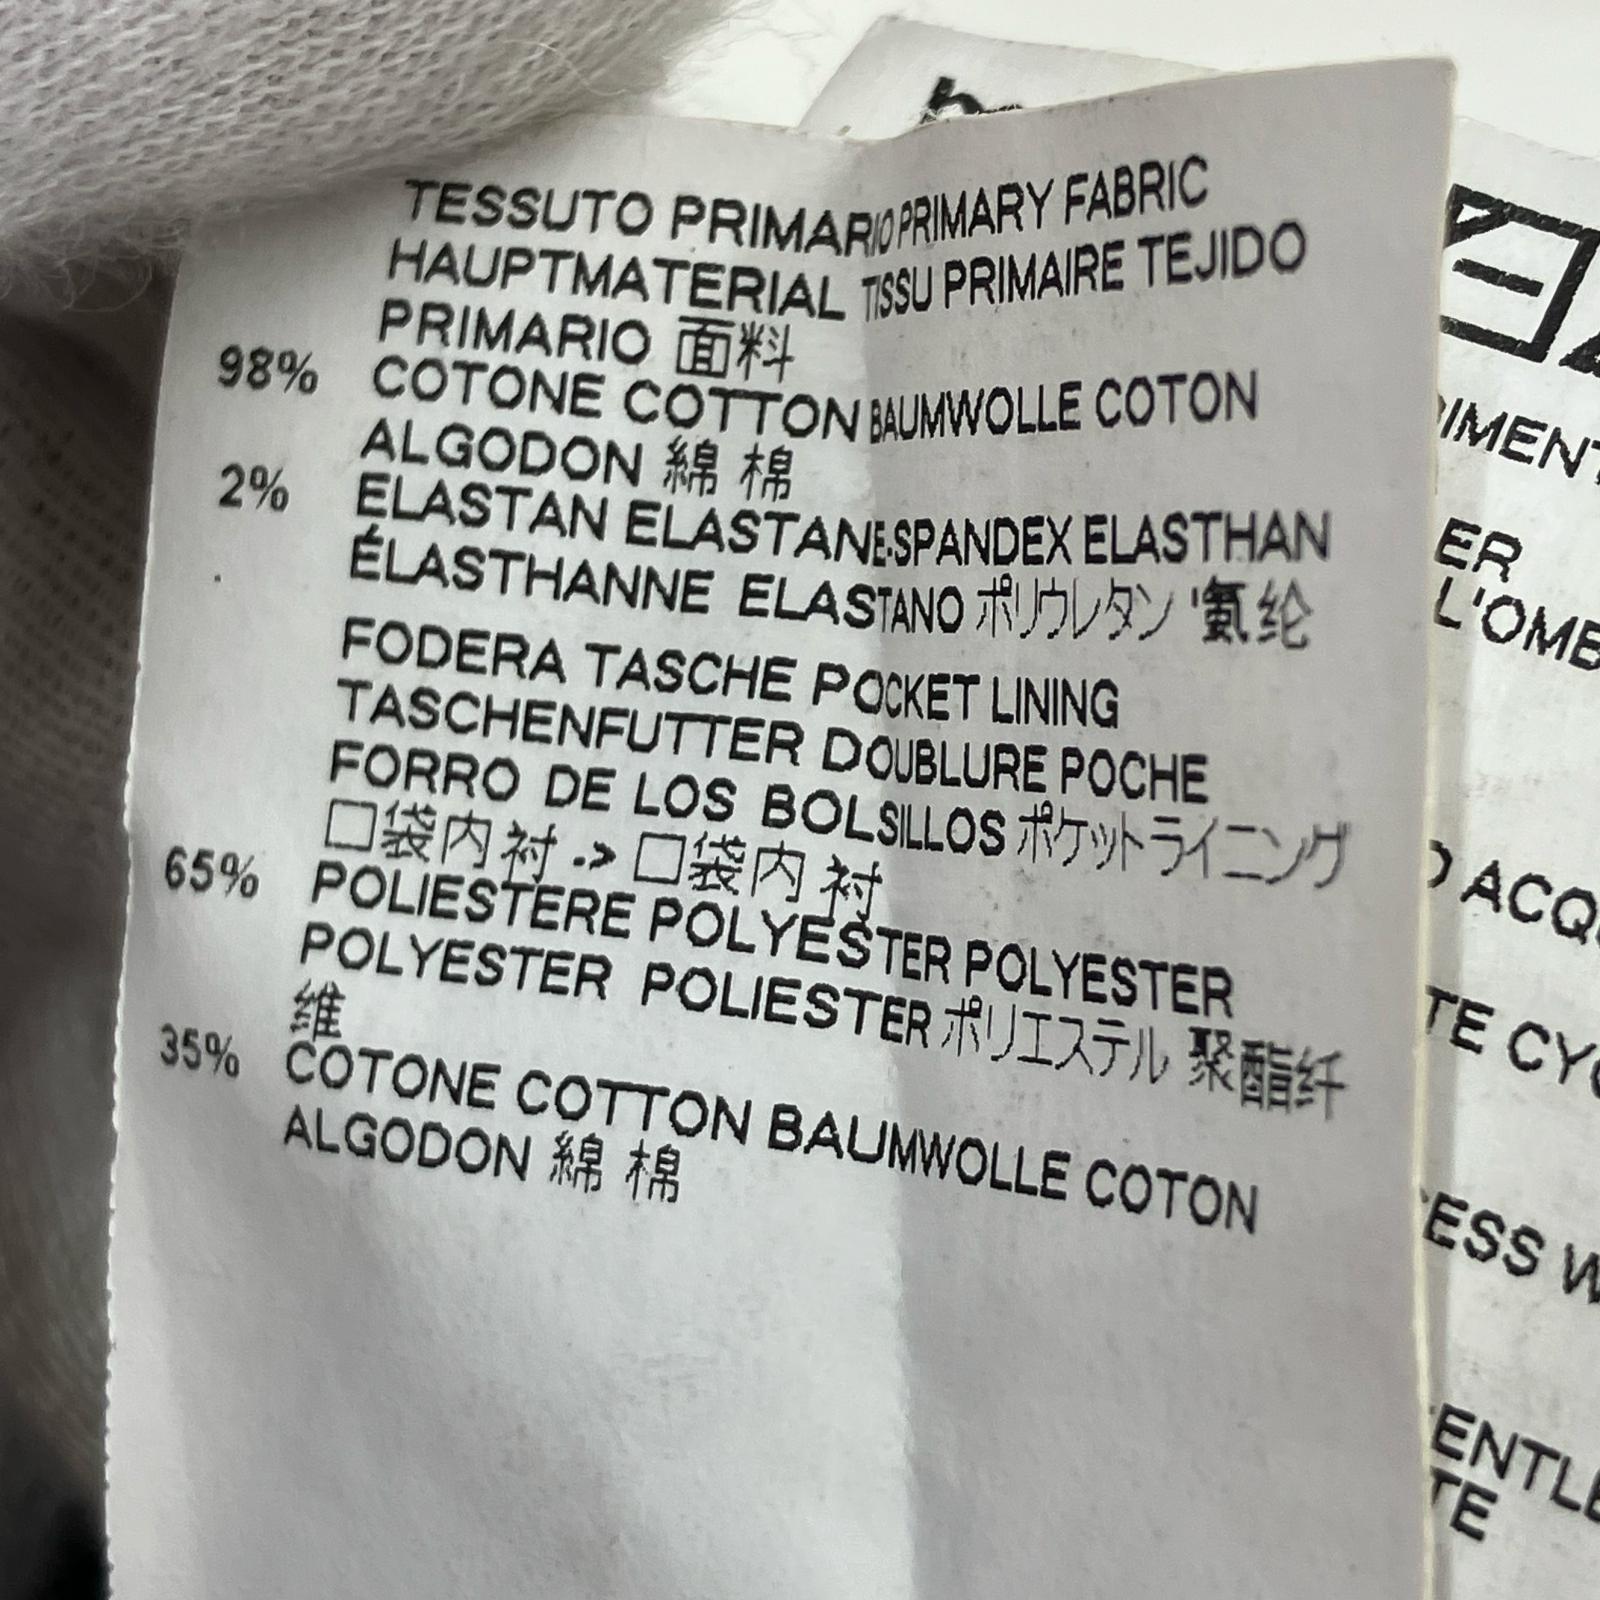 TESSUTO PRIMARIO PRIMARY FABRIC
HAUPTMATERIAL TISSU PRIMAIRE TEJIDO
PRIMARIO 面料
98% COTONE COTTON BAUMWOLLE COTON
ALGODON 綿 棉
2% ELASTAN ELASTANE-SPANDEX ELASTHAN
ÉLASTHANNE ELASTANO ポリウレタン '氨纶
FODERA TASCHE POCKET LINING
TASCHENFUTTER DOUBLURE POCHE
FORRO DE LOS BOLSILLOS ポケットライニング
口袋内衬 -> 口袋内衬
65% POLIESTERE POLYESTER POLYESTER
POLYESTER POLIESTER ポリエステル 聚酯纤
維
35% COTONE COTTON BAUMWOLLE COTON
ALGODON 綿 棉
ER
L'OMB
ACQ
TE CYC
ESS W
ENTLE
TE